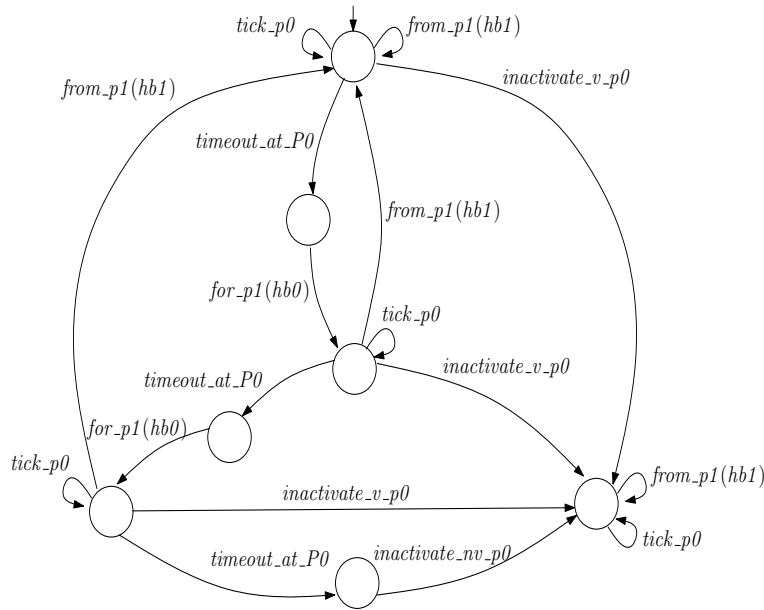 tick_p0
from_p1(hb1)
from_p1(hb1)
inactivate_v_p0
timeout_at_P0
from_p1(hb1)
for_p1(hb0)
tick_p0
inactivate_v_p0
timeout_at_P0
for_p1(hb0)
tick_p0
from_p1(hb1)
inactivate_v_p0
tick_p0
timeout_at_P0
inactivate_nv_p0